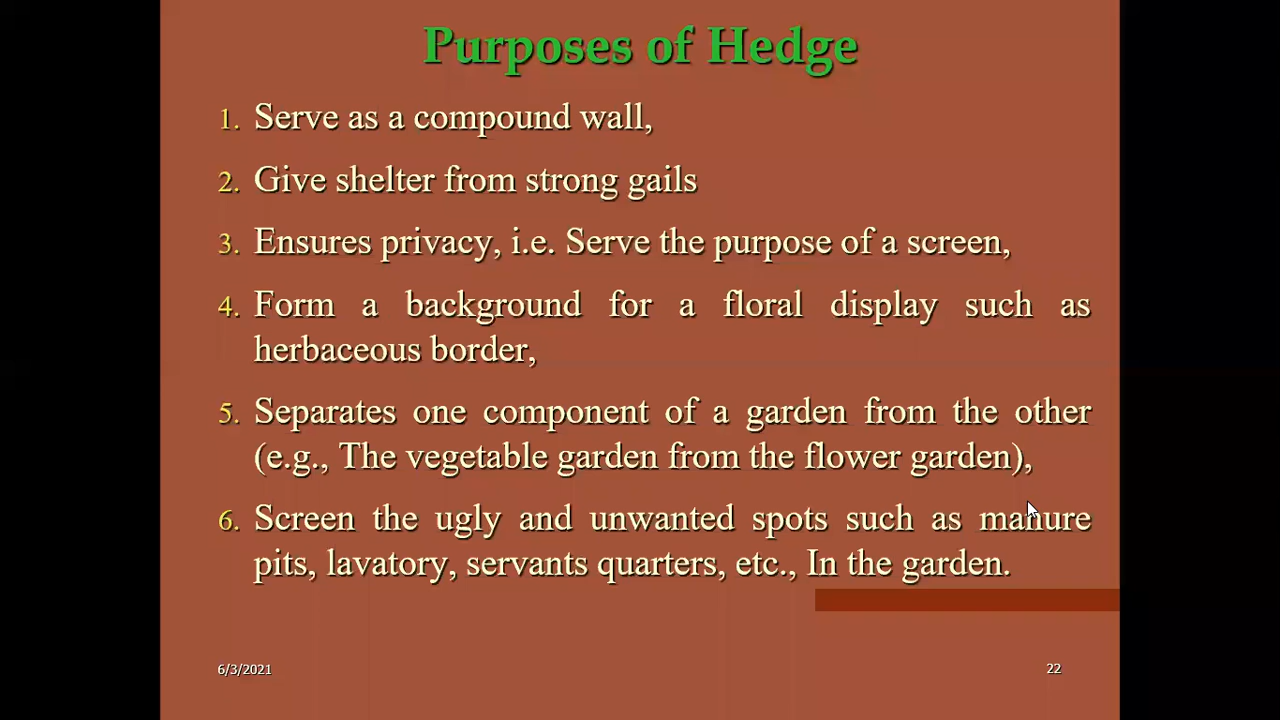 Purposes of Hedge
1. Serve as a compound wall,
2. Give shelter from strong gails
3. Ensures privacy, i.e. Serve the purpose of a screen,
4. Form a background for a floral display such as
herbaceous border,
5. Separates one component of a garden from the other
(e.g., The vegetable garden from the flower garden),
6. Screen the ugly and unwanted spots such as manure
pits, lavatory, servants quarters, etc., In the garden.
6/3/2021
22